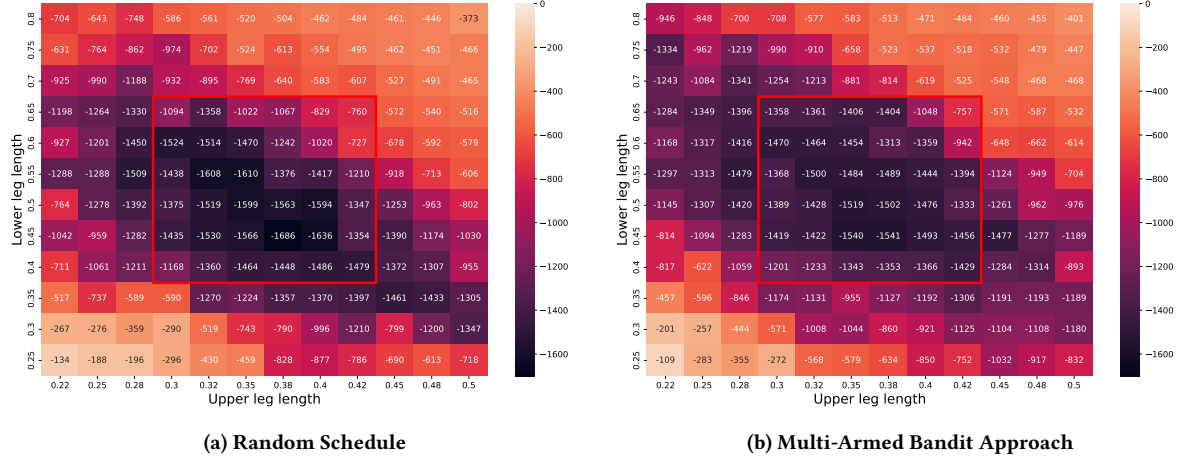 0.8 -704 -643 -748 -586 -561 -520 -504 -462 -484 -461 -446 -373
0.75 -631 -764 -862 -974 -702 -524 -613 -554 -495 -462 -451 -466
0.7 -925 -990 -1188 -932 -895 -769 -640 -583 -607 -527 -491 -465
0.65 -1198 -1264 -1330 -1094 -1358 -1022 -1067 -829 -760 -572 -540 -516
0.6 -927 -1201 -1450 -1524 -1514 -1470 -1242 -1020 -727 -678 -592 -579
0.55 -1288 -1288 -1509 -1438 -1608 -1610 -1376 -1417 -1210 -918 -713 -606
0.5 -764 -1278 -1392 -1375 -1519 -1599 -1563 -1594 -1347 -1253 -963 -802
0.45 -1042 -959 -1282 -1435 -1530 -1566 -1686 -1636 -1354 -1390 -1174 -1030
0.4 -711 -1061 -1211 -1168 -1360 -1464 -1448 -1486 -1479 -1372 -1307 -955
0.35 -517 -737 -589 -590 -1270 -1224 -1357 -1370 -1397 -1461 -1433 -1305
0.3 -267 -276 -359 -290 -519 -743 -790 -996 -1210 -799 -1200 -1347
0.25 -134 -188 -196 -296 -430 -459 -828 -877 -786 -690 -613 -718
0.22 0.25 0.28 0.3 0.32 0.35 0.38 0.4 0.42 0.45 0.48 0.5
Lower leg length
Upper leg length
0
−200
−400
−600
−800
−1000
−1200
−1400
−1600
(a) Random Schedule
0.8 -946 -848 -700 -708 -585 -583 -513 -471 -484 -455 -455 -401
0.75 -1334 -962 -1219 -990 -910 -658 -523 -537 -518 -532 -479 -447
0.7 -1243 -1084 -1341 -1254 -1213 -881 -814 -619 -525 -548 -468 -468
0.65 -1284 -1349 -1396 -1358 -1361 -1406 -1404 -1048 -757 -571 -587 -532
0.6 -1168 -1317 -1416 -1470 -1464 -1454 -1313 -1359 -942 -648 -662 -614
0.55 -1297 -1313 -1479 -1368 -1500 -1484 -1489 -1444 -1394 -1124 -949 -704
0.5 -1145 -1307 -1420 -1389 -1428 -1519 -1502 -1476 -1333 -1261 -962 -976
0.45 -814 -1094 -1283 -1419 -1422 -1540 -1541 -1493 -1456 -1477 -1277 -1189
0.4 -817 -622 -1059 -1201 -1233 -1343 -1353 -1366 -1429 -1284 -1314 -893
0.35 -457 -596 -846 -1174 -1131 -955 -1127 -1192 -1306 -1191 -1193 -1189
0.3 -201 -257 -444 -571 -1008 -1044 -860 -921 -1125 -1104 -1108 -1180
0.25 -109 -283 -355 -272 -568 -579 -634 -850 -752 -1032 -917 -832
0.22 0.25 0.28 0.3 0.32 0.35 0.38 0.4 0.42 0.45 0.48 0.5
Lower leg length
Upper leg length
0
−200
−400
−600
−800
−1000
−1200
−1400
−1600
(b) Multi-Armed Bandit Approach